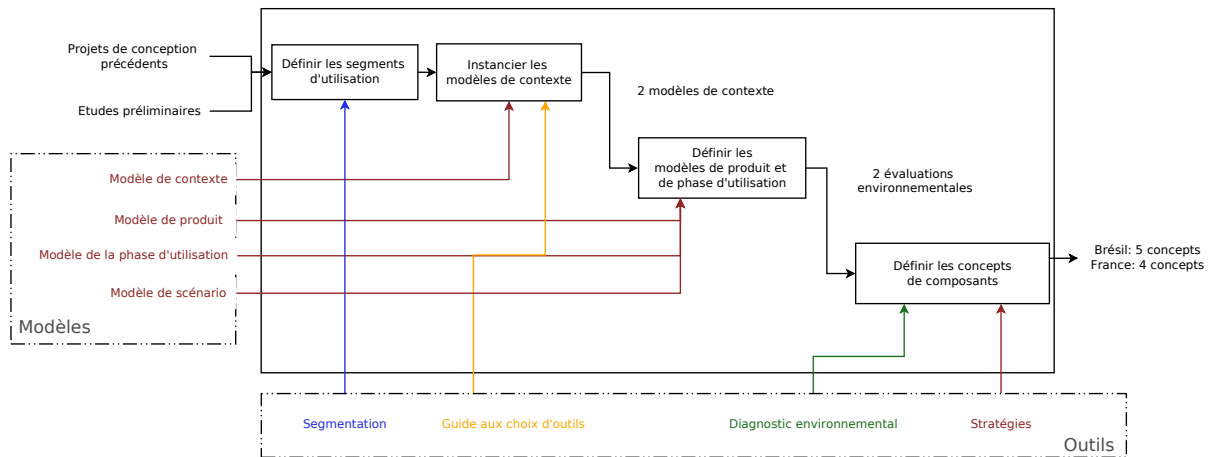 Projets de conception
précédents
Etudes préliminaires
Définir les segments
d'utilisation
Instancier les
modèles de contexte
2 modèles de contexte
Définir les
modèles de produit et
de phase d'utilisation
2 évaluations
environnementales
Définir les concepts
de composants
Brésil: 5 concepts
France: 4 concepts
Modèle de contexte
Modèle de produit
Modèle de la phase d'utilisation
Modèle de scénario
Modèles
Segmentation
Guide aux choix d'outils
Diagnostic environnemental
Stratégies
Outils